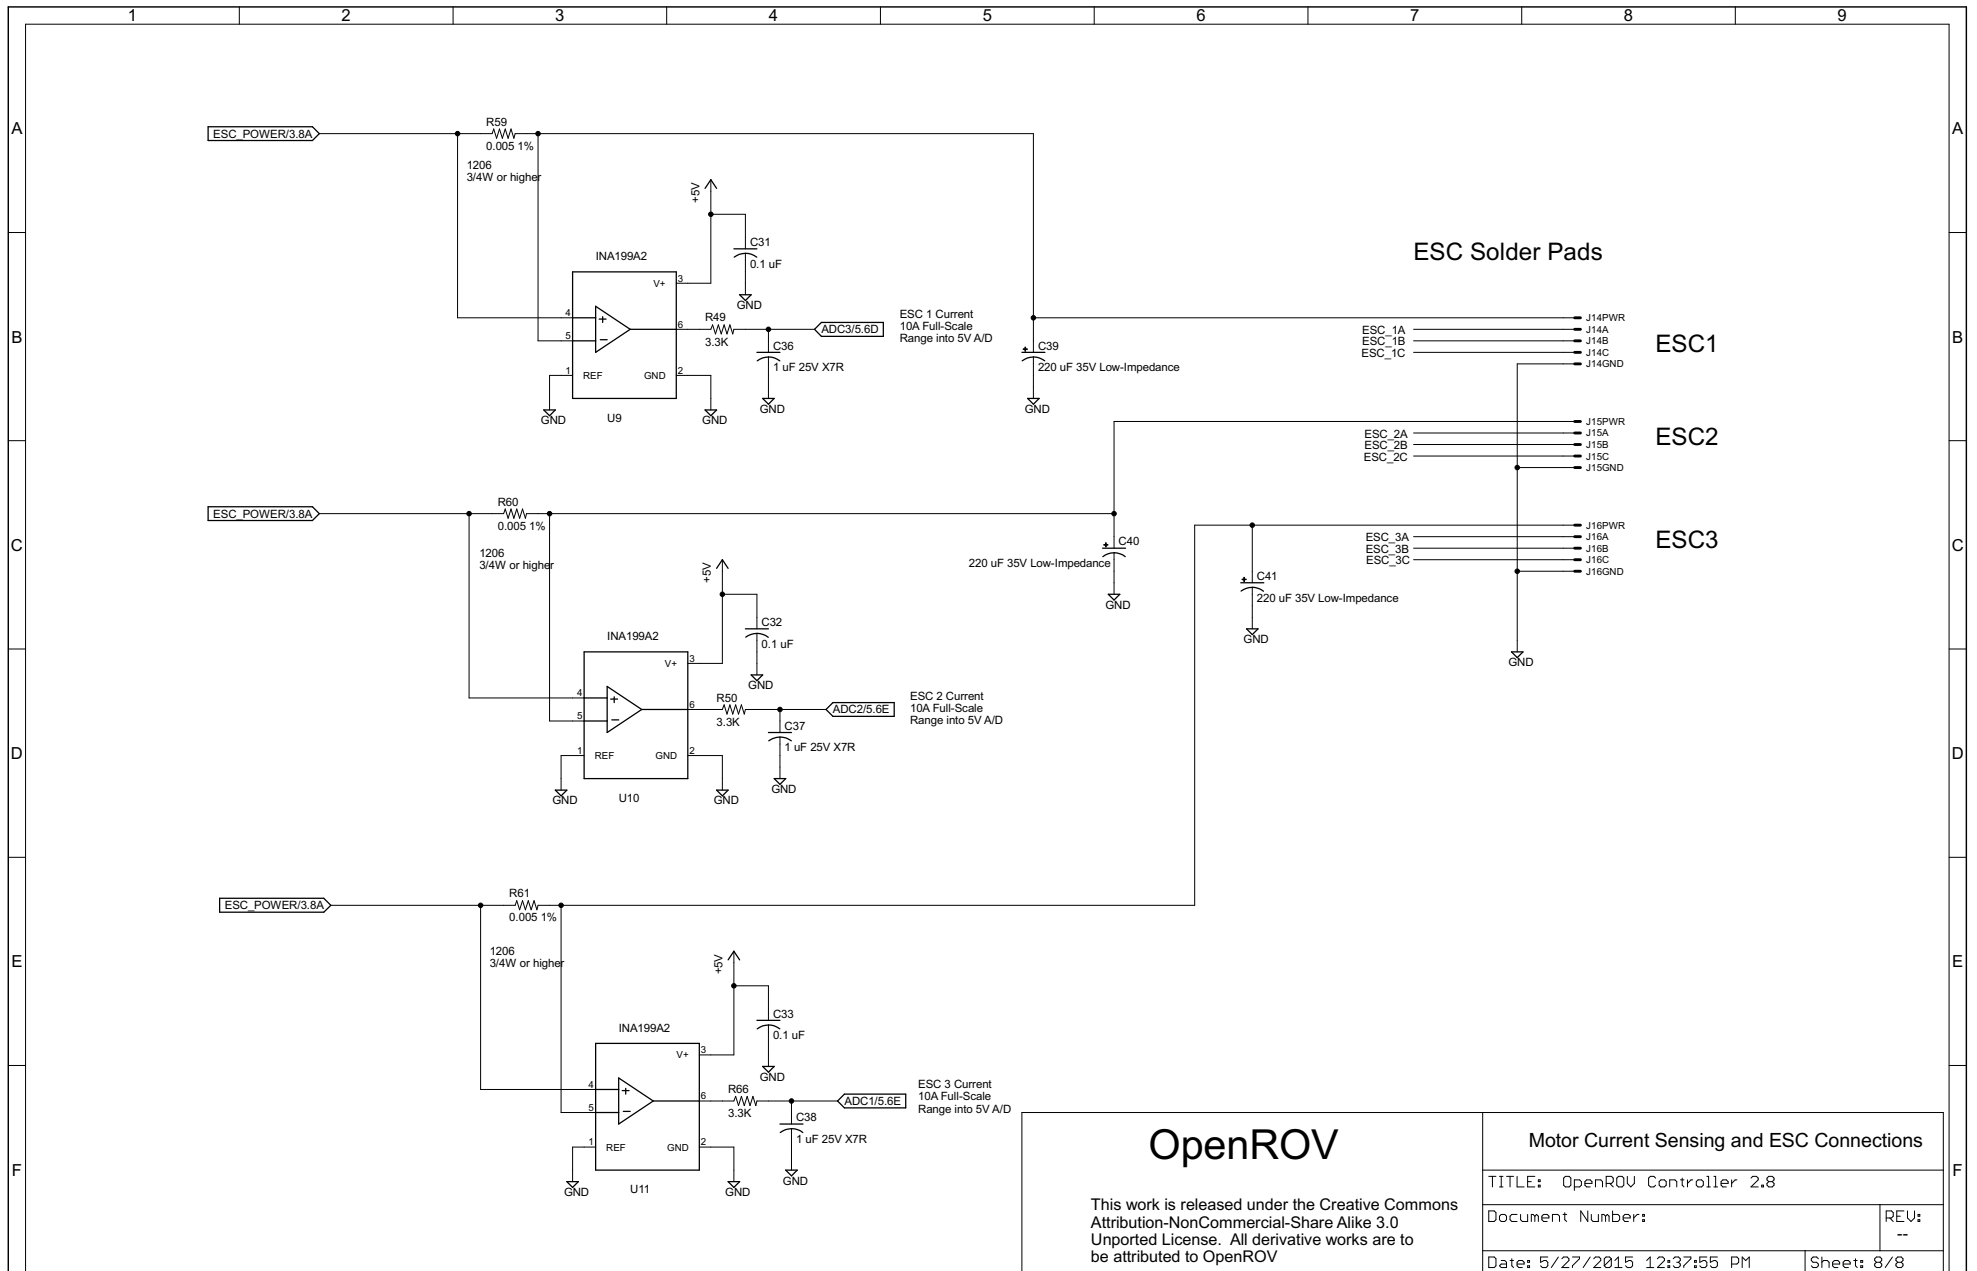 1 2 3 4 5 6 7 8 9
A
A
ESC_POWER/3.8A
R59
0.005 1%
1206
3/4W or higher
+5V
C31
0.1 uF
GND
INA199A2
V+
3
4
+
5
−
6
R49
3.3K
ADC3/5.6D
ESC 1 Current
10A Full-Scale
Range into 5V A/D
C36
1 uF 25V X7R
GND
1
REF
GND
2
GND
GND
U9
B
B
+
C39
220 uF 35V Low-Impedance
GND
ESC Solder Pads
J14PWR
ESC_1A
J14A
ESC_1B
J14B
ESC_1C
J14C
J14GND
ESC1
J15PWR
ESC_2A
J15A
ESC_2B
J15B
ESC_2C
J15C
J15GND
ESC2
ESC_POWER/3.8A
R60
0.005 1%
1206
3/4W or higher
C
C
+
C40
220 uF 35V Low-Impedance
GND
J16PWR
ESC_3A
J16A
ESC_3B
J16B
ESC_3C
J16C
J16GND
ESC3
+
C41
220 uF 35V Low-Impedance
GND
GND
+5V
C32
0.1 uF
GND
INA199A2
V+
3
4
+
5
−
6
R50
3.3K
ADC2/5.6E
ESC 2 Current
10A Full-Scale
Range into 5V A/D
C37
1 uF 25V X7R
GND
1
REF
GND
2
GND
GND
U10
D
D
ESC_POWER/3.8A
R61
0.005 1%
1206
3/4W or higher
E
E
+5V
C33
0.1 uF
GND
INA199A2
V+
3
4
+
5
−
6
R66
3.3K
ADC1/5.6E
ESC 3 Current
10A Full-Scale
Range into 5V A/D
C38
1 uF 25V X7R
GND
1
REF
GND
2
GND
GND
U11
F
F
OpenROV
This work is released under the Creative Commons
Attribution-NonCommercial-Share Alike 3.0
Unported License. All derivative works are to
be attributed to OpenROV
Motor Current Sensing and ESC Connections
TITLE: OpenROV Controller 2.8
Document Number:
REV:
--
Date: 5/27/2015 12:37:55 PM
Sheet: 8/8